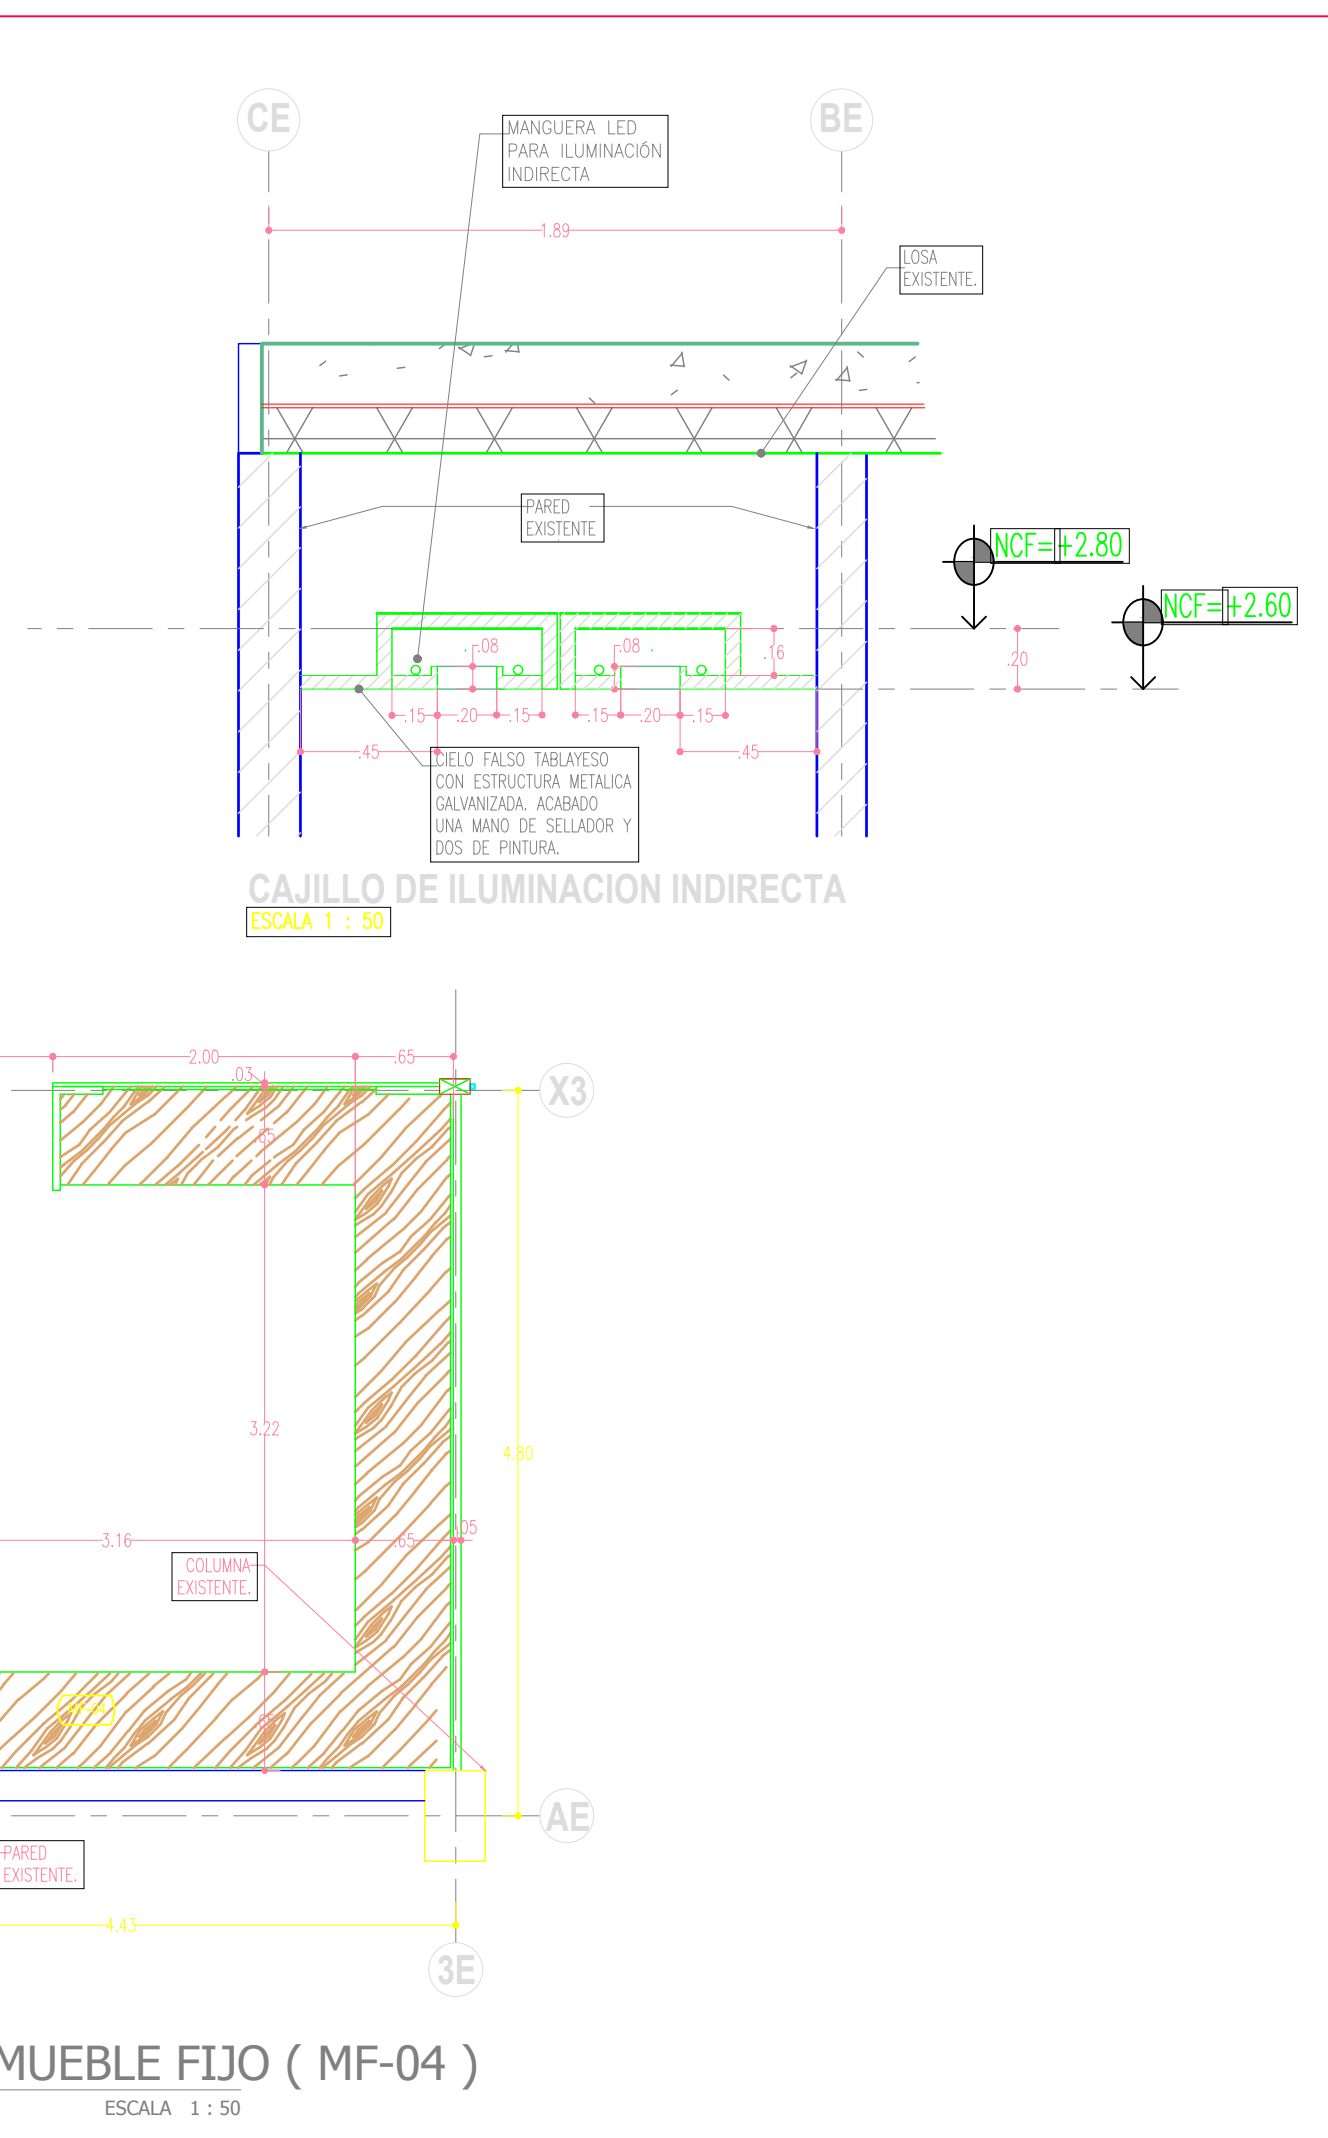 CE
BE
MANGUERA LED
PARA ILUMINACIÓN
INDIRECTA
1.89
LOSA
EXISTENTE.
PARED
EXISTENTE
NCF=+2.80
NCF=+2.60
.08
.08
.16
.20
.15
.20
.15
.15
.20
.15
.45
.45
CIELO FALSO TABLAYESO
CON ESTRUCTURA METALICA
GALVANIZADA. ACABADO
UNA MANO DE SELLADOR Y
DOS DE PINTURA.
CAJILLO DE ILUMINACION INDIRECTA
ESCALA 1 : 50
2.00
.65
.03
X3
.65
3.22
4.80
3.16
.65
.05
COLUMNA
EXISTENTE.
MF-04
.65
AE
PARED
EXISTENTE.
4.43
3E
MUEBLE FIJO ( MF-04 )
ESCALA 1 : 50